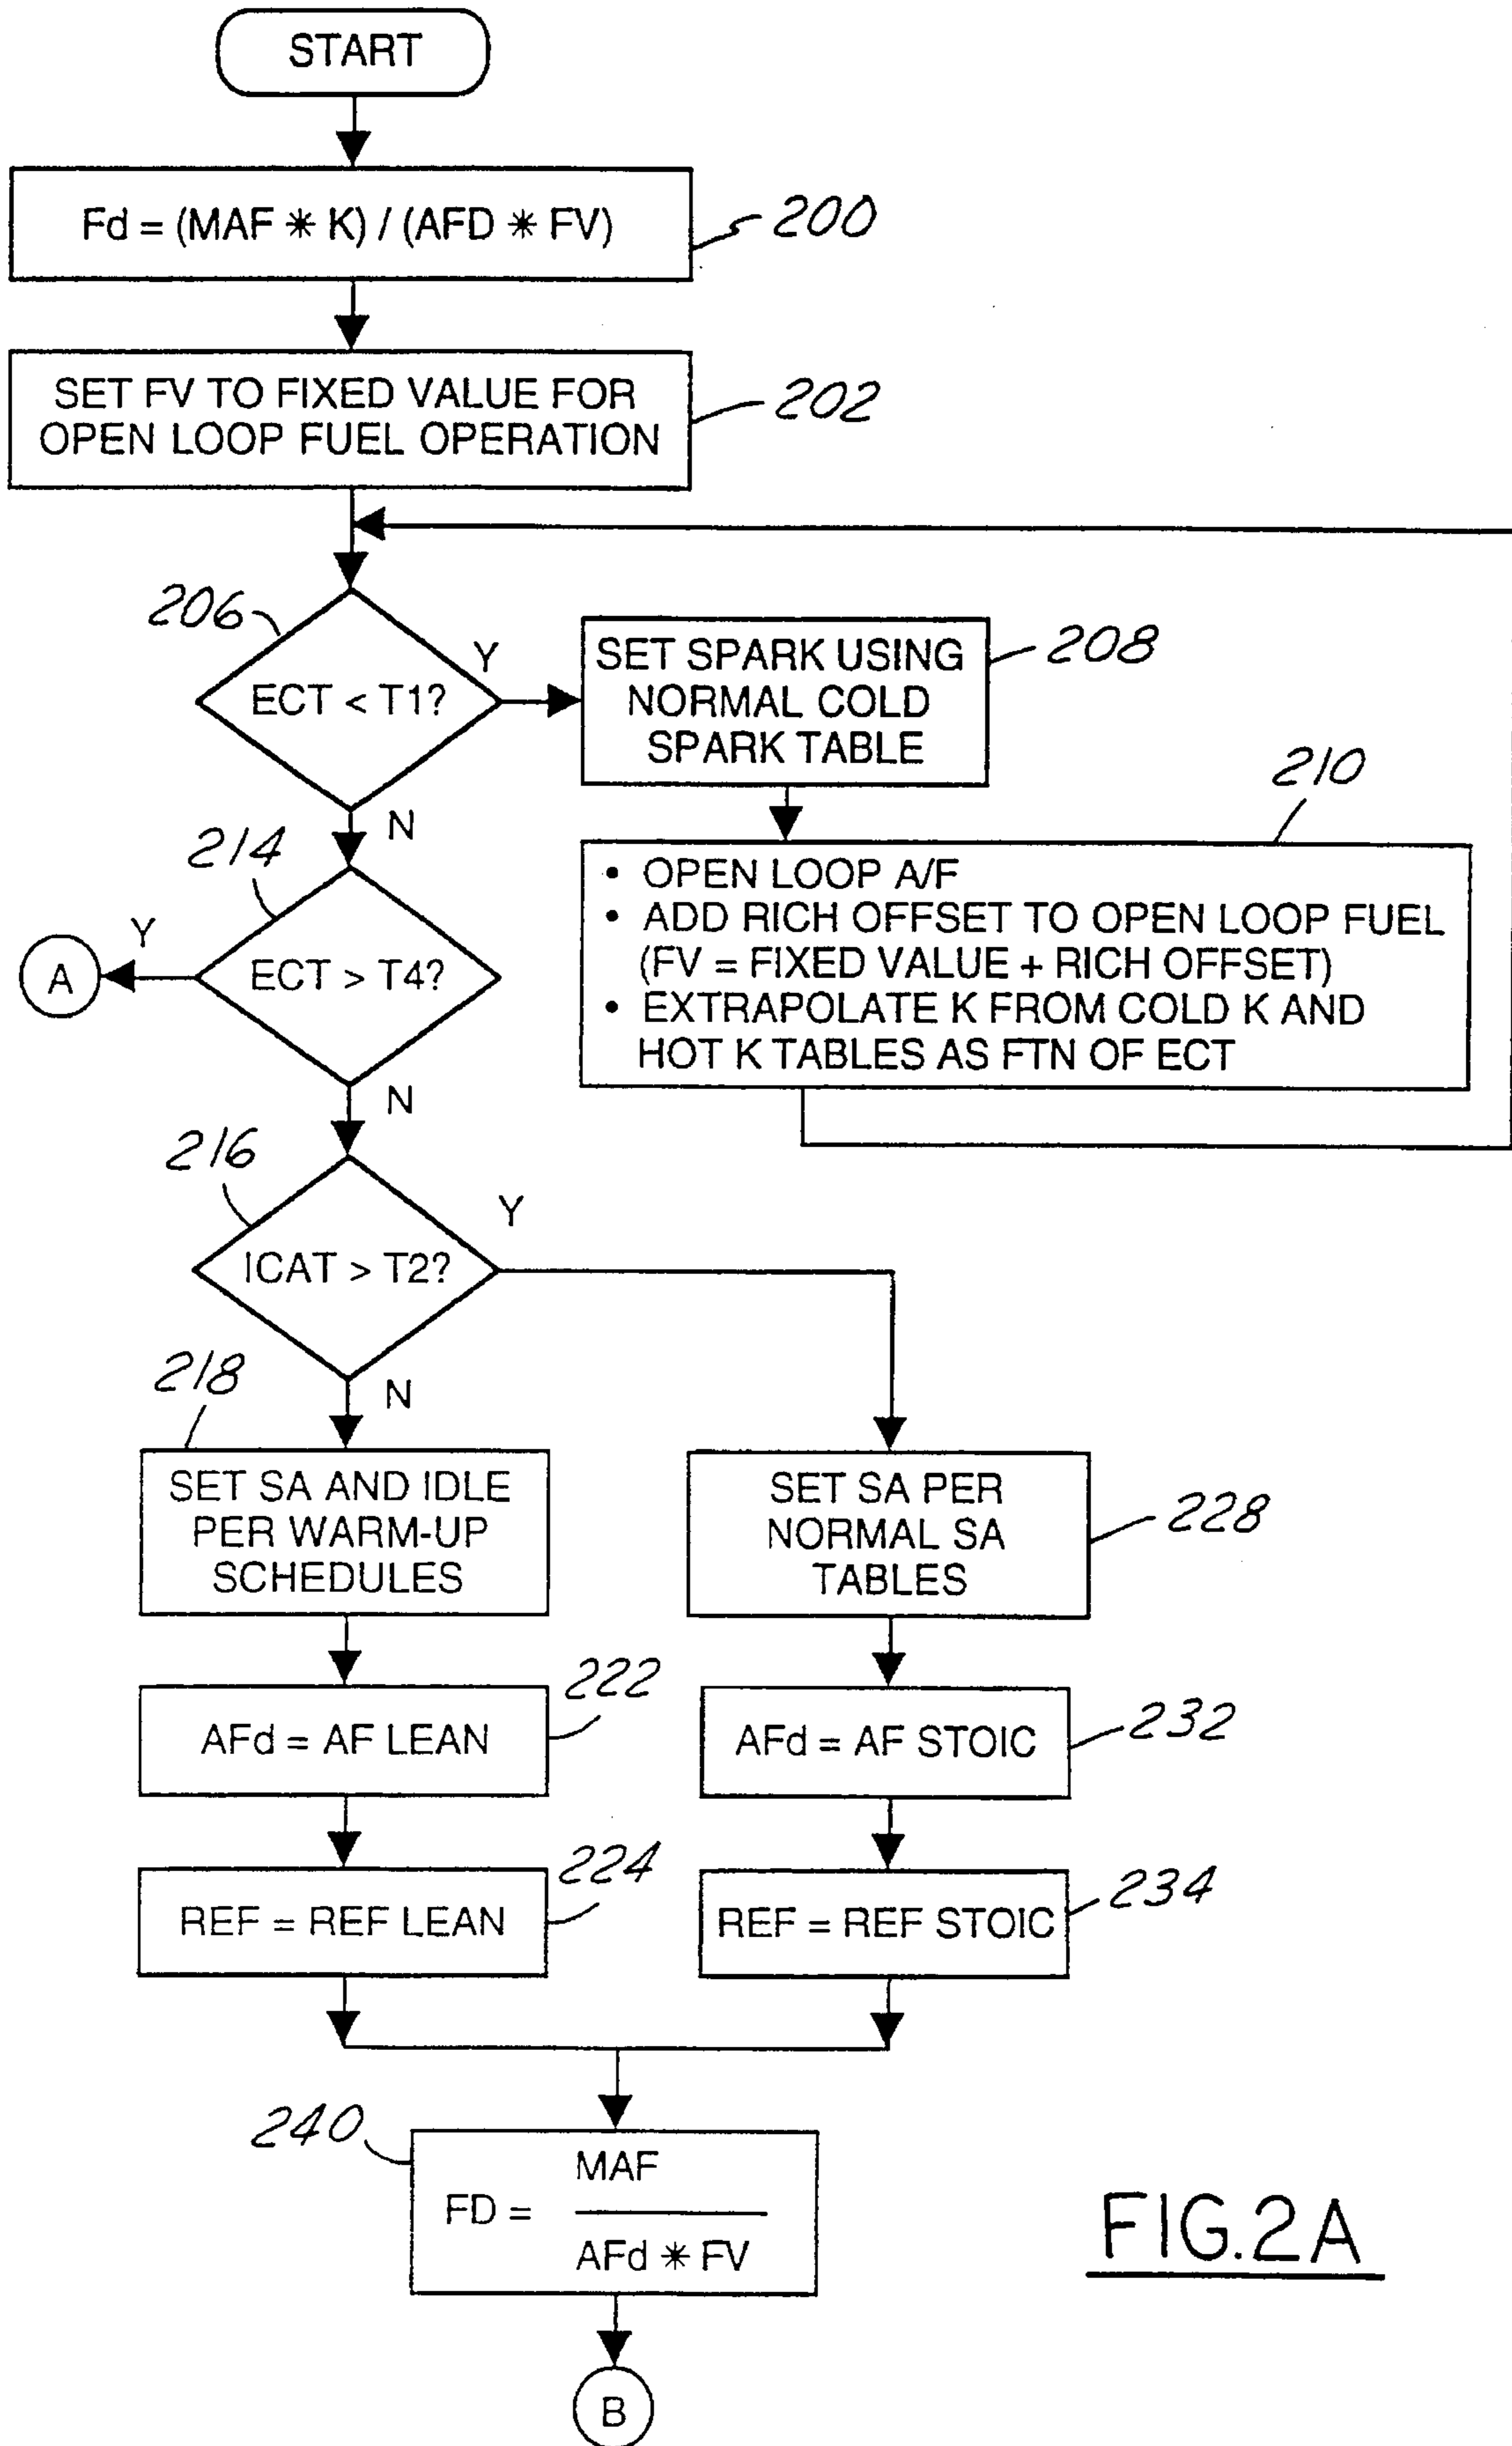 START
Fd = (MAF * K) / (AFD * FV)
200
SET FV TO FIXED VALUE FOR
OPEN LOOP FUEL OPERATION
202
206
ECT < T1?
Y
N
SET SPARK USING
NORMAL COLD
SPARK TABLE
208
210
• OPEN LOOP A/F
• ADD RICH OFFSET TO OPEN LOOP FUEL
(FV = FIXED VALUE + RICH OFFSET)
• EXTRAPOLATE K FROM COLD K AND
HOT K TABLES AS FTN OF ECT
214
Y
A
ECT > T4?
N
216
Y
ICAT > T2?
N
218
SET SA AND IDLE
PER WARM-UP
SCHEDULES
SET SA PER
NORMAL SA
TABLES
228
AFd = AF LEAN
222
AFd = AF STOIC
232
REF = REF LEAN
224
REF = REF STOIC
234
240
MAF
FD =
AFd * FV
FIG.2A
B